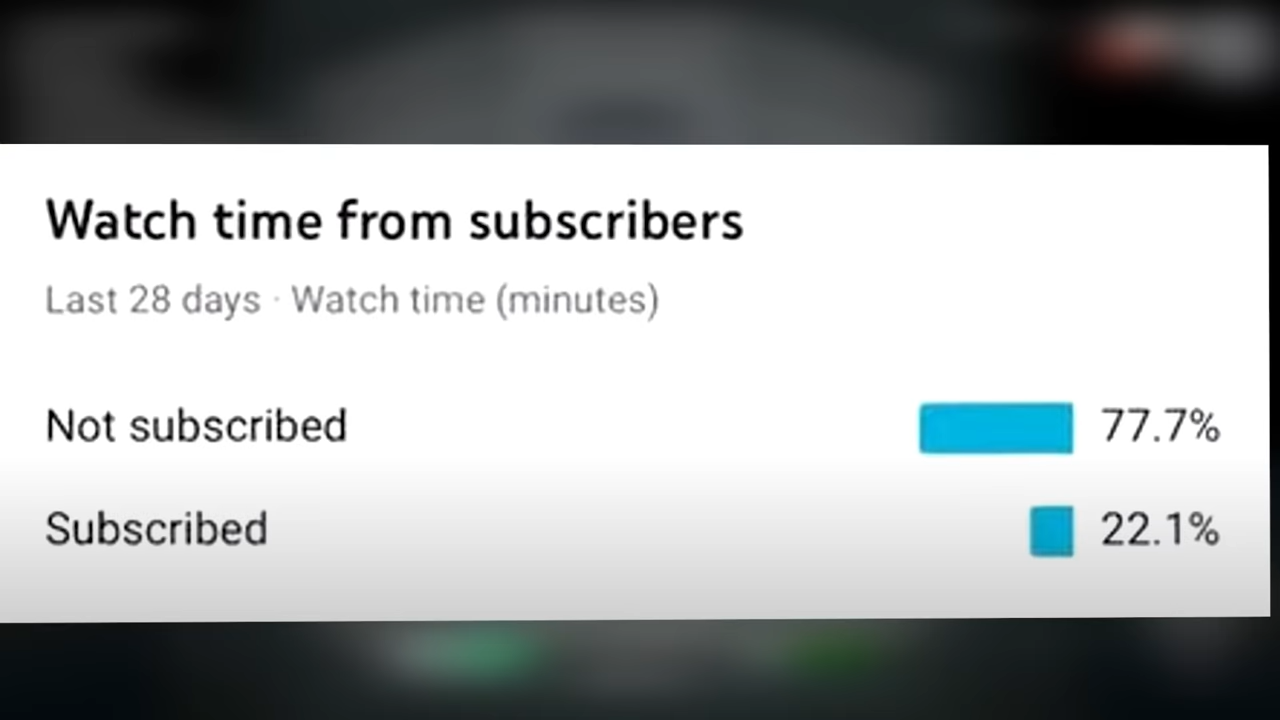 Watch time from subscribers
Last 28 days · Watch time (minutes)
Not subscribed 77.7%
Subscribed 22.1%